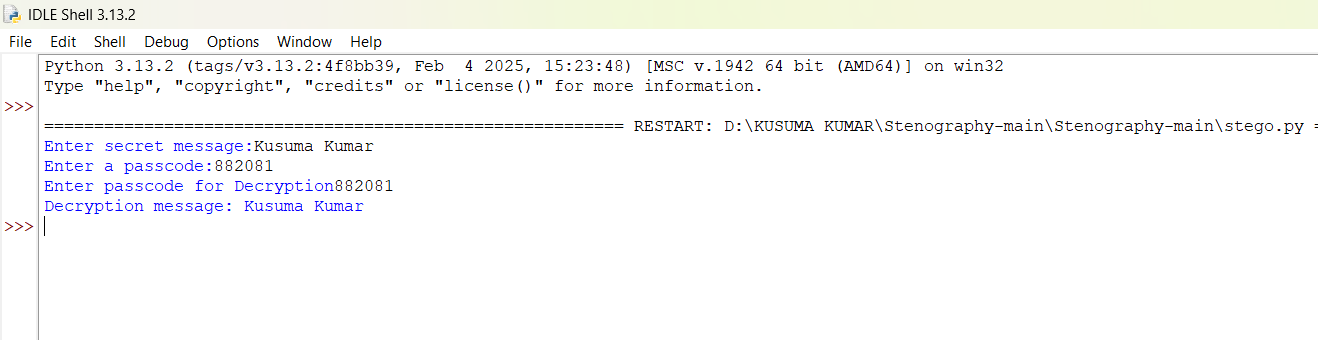 IDLE Shell 3.13.2
File Edit Shell Debug Options Window Help
Python 3.13.2 (tags/v3.13.2:4f8bb39, Feb  4 2025, 15:23:48) [MSC v.1942 64 bit (AMD64)] on win32
Type "help", "copyright", "credits" or "license()" for more information.
>>>
========================================================== RESTART: D:\KUSUMA KUMAR\Stenography-main\Stenography-main\stego.py =
Enter secret message:Kusuma Kumar
Enter a passcode:882081
Enter passcode for Decryption882081
Decryption message: Kusuma Kumar
>>>